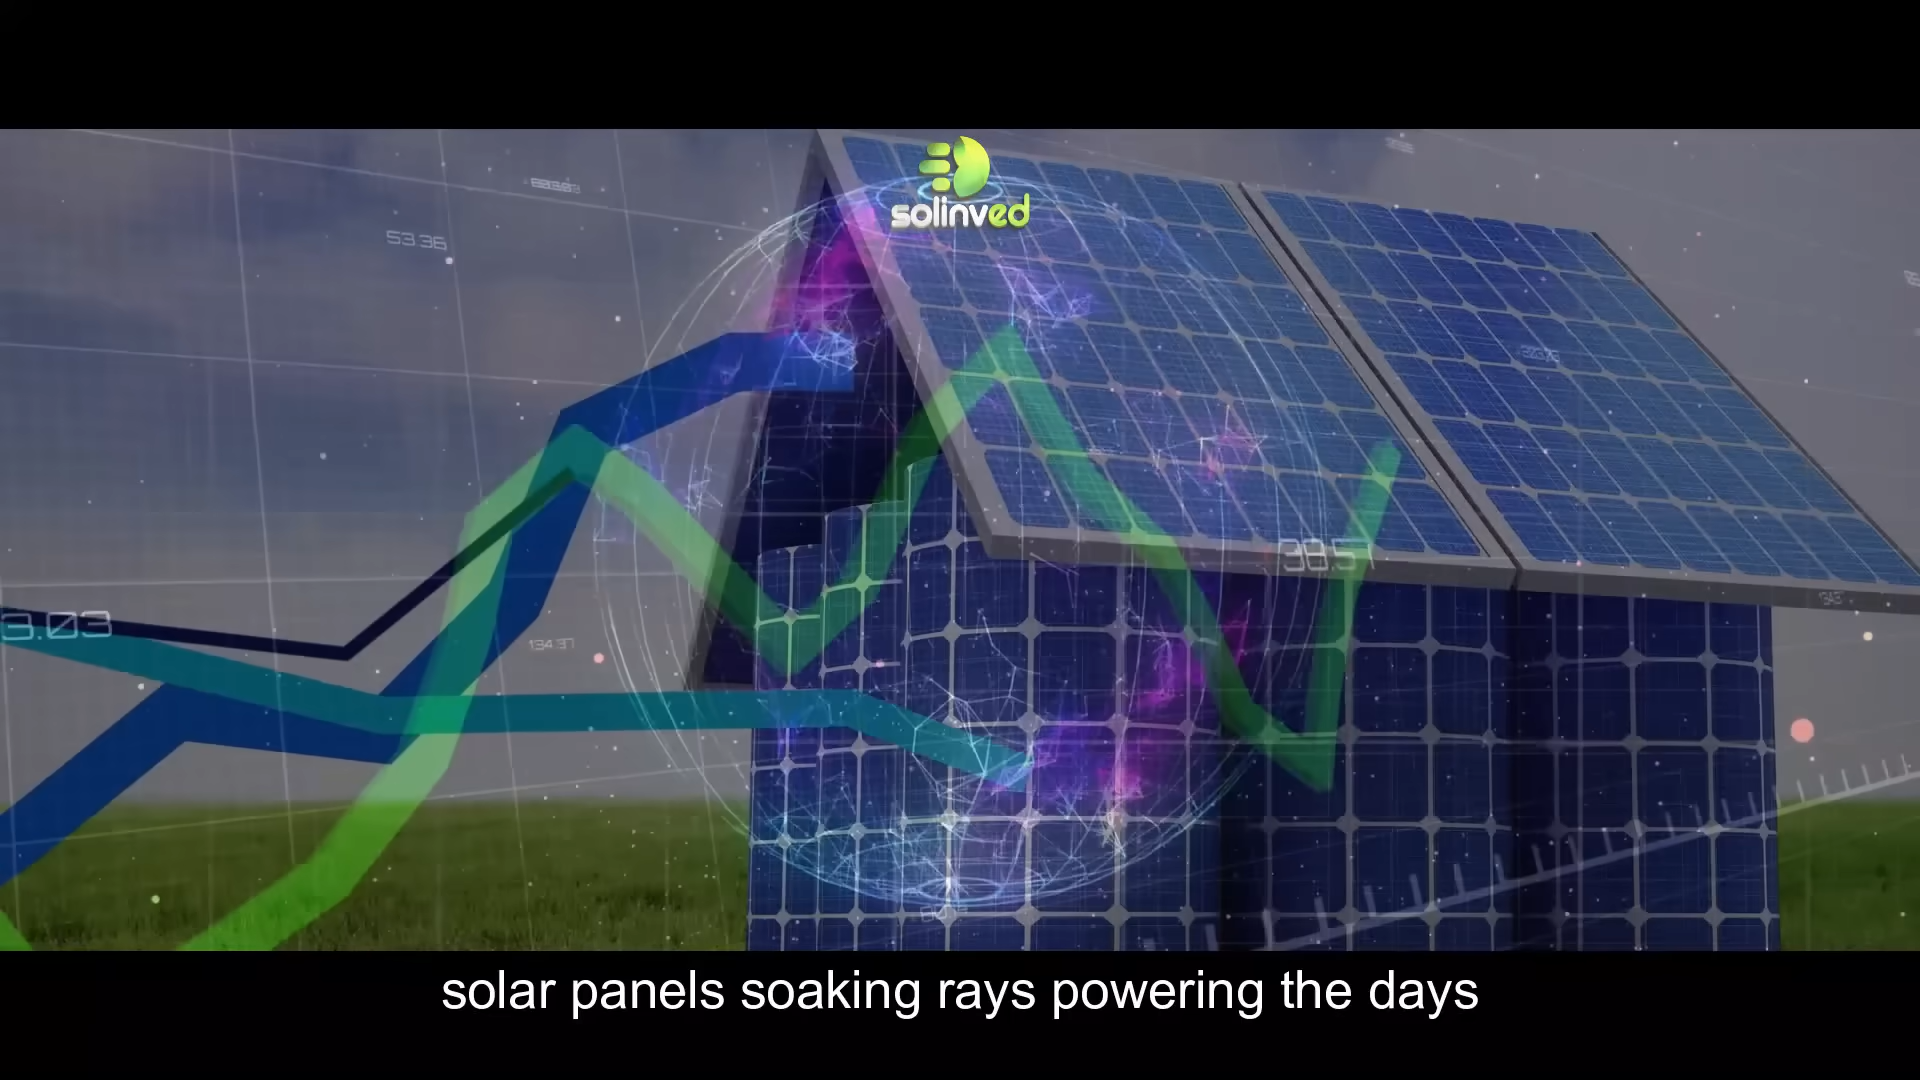 solinved
53.36
38.51
3.03
134.37
solar panels soaking rays powering the days